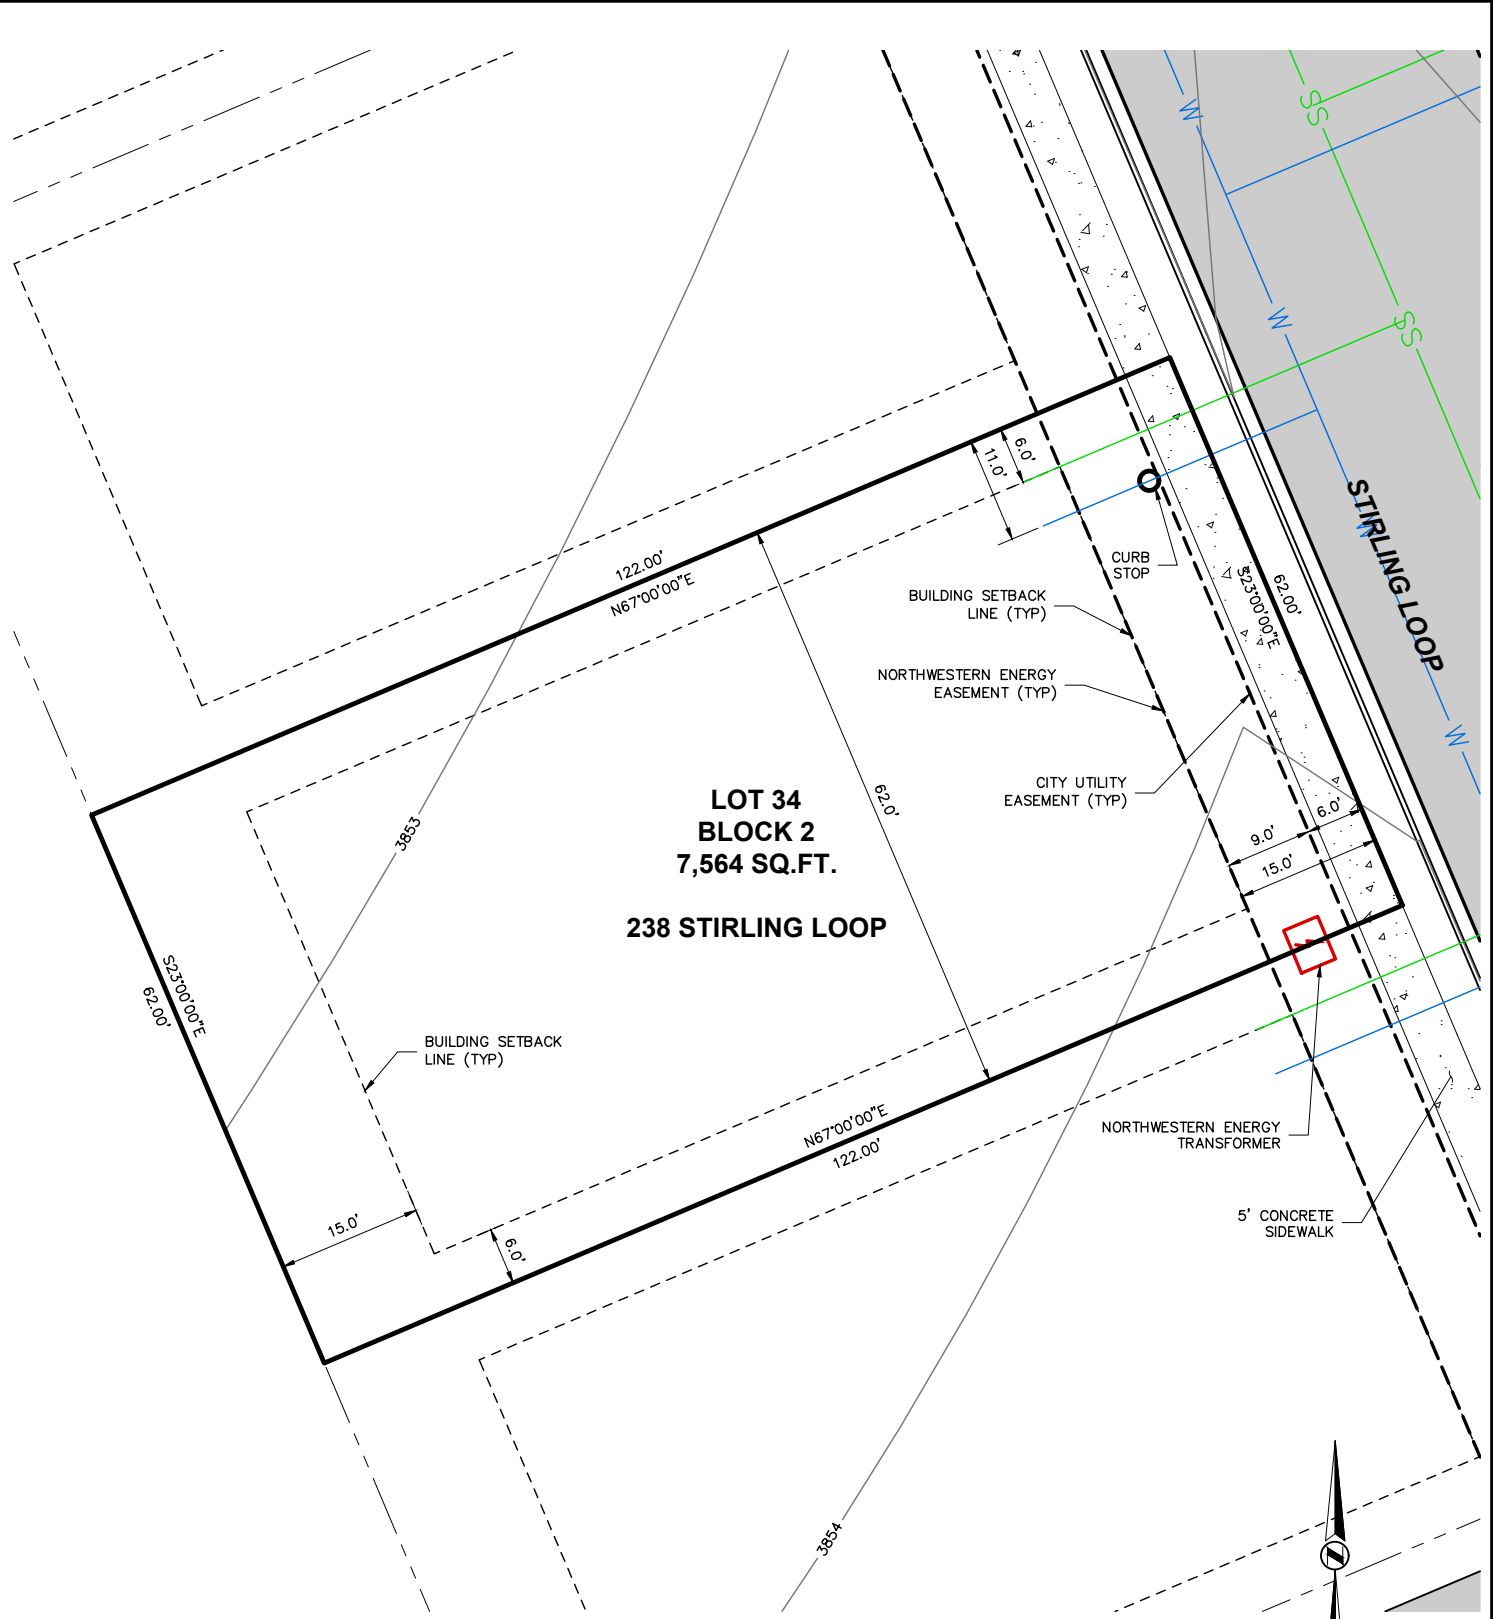 W
SS
W
SS
STIRLING LOOP
W
W
6.0'
11.0'
CURB
STOP
122.00'
N67°00'00"E
S23°00'00"E
62.00'
BUILDING SETBACK
LINE (TYP)
NORTHWESTERN ENERGY
EASEMENT (TYP)
CITY UTILITY
EASEMENT (TYP)
62.0'
LOT 34
BLOCK 2
7,564 SQ.FT.
238 STIRLING LOOP
3853
6.0'
9.0'
15.0'
S23°00'00"E
62.00'
BUILDING SETBACK
LINE (TYP)
N67°00'00"E
122.00'
NORTHWESTERN ENERGY
TRANSFORMER
5' CONCRETE
SIDEWALK
15.0'
6.0'
3854